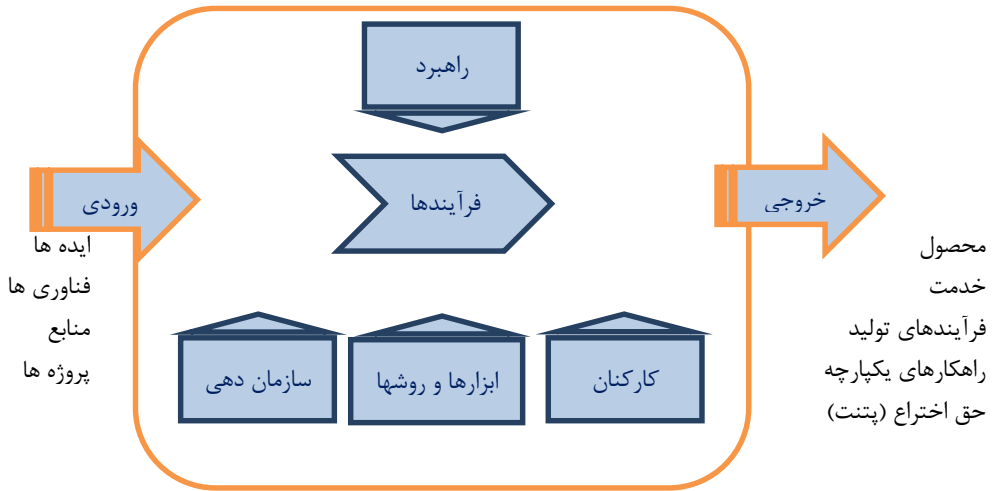 راهبرد
ورودی
فرآیندها
خروجی
ایده ها
فناوری ها
منابع
پروژه ها
محصول
خدمت
فرآیندهای تولید
راهکارهای یکپارچه
حق اختراع (پتنت)
کارکنان
ابزارها و روشها
سازمان دهی